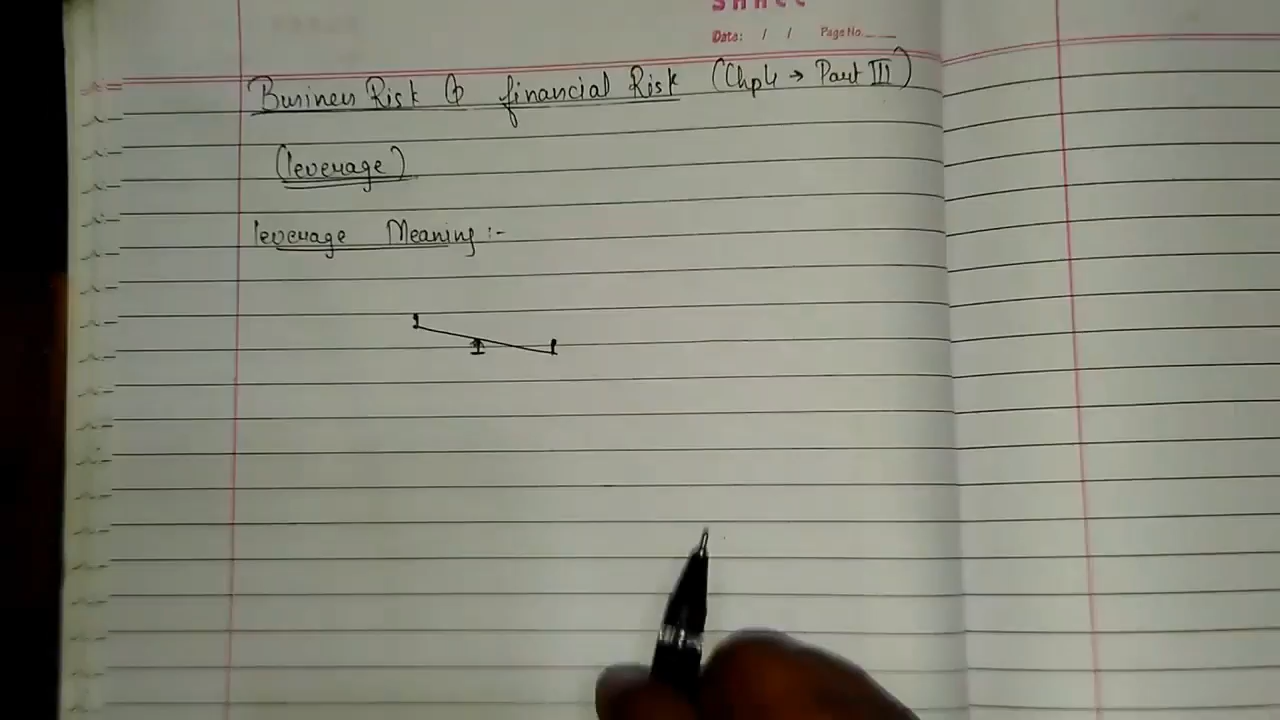 Date: / / Page No.
Business Risk & financial Risk (Chp4 → Part III)
(leverage)
leverage Meaning :-